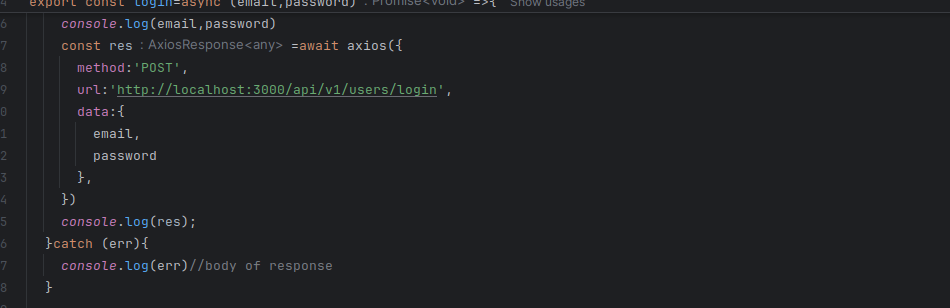 export const login=async (email,password) : Promise<void> =>{ Show usages
6 console.log(email,password)
7 const res : AxiosResponse<any> =await axios({
8 method:'POST',
9 url:'http://localhost:3000/api/v1/users/login',
0 data:{
1 email,
2 password
3 },
4 })
5 console.log(res);
6 }catch (err){
7 console.log(err)//body of response
8 }